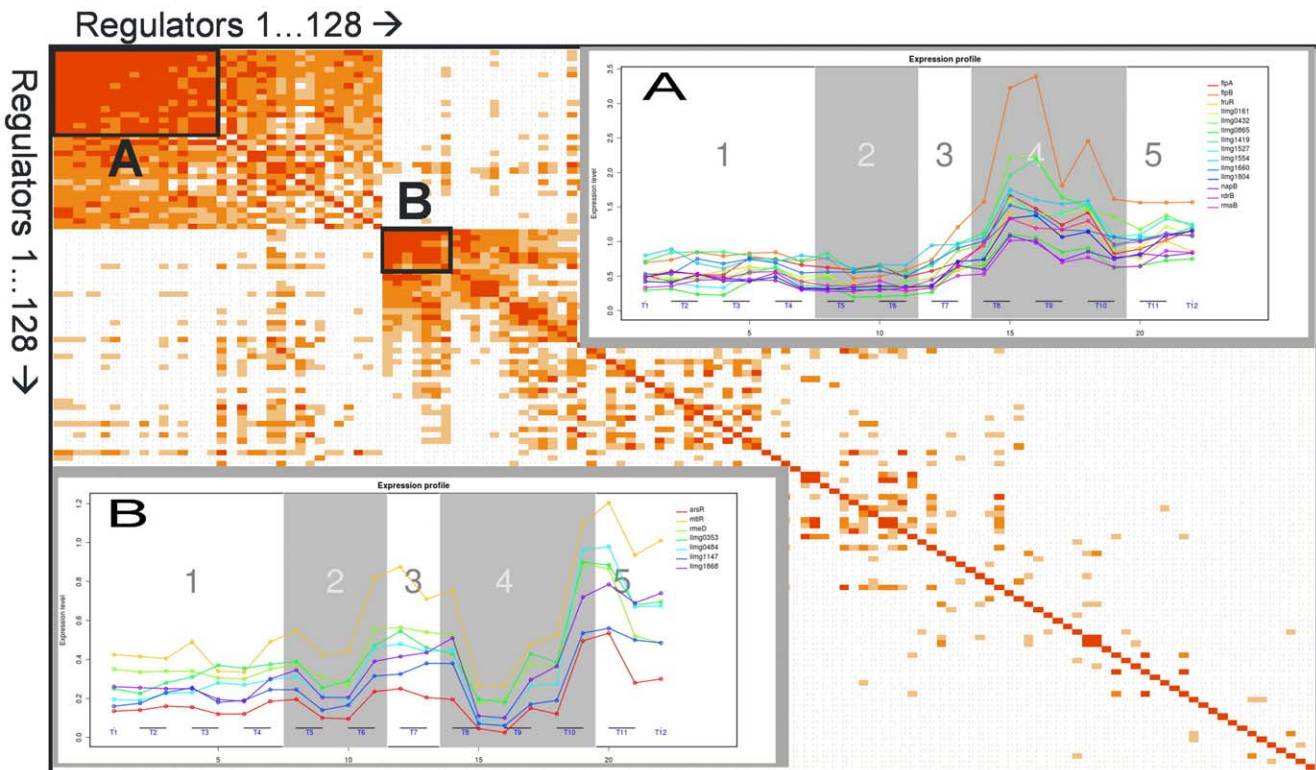 Regulators 1...128 →
Regulators 1...128 →
A
B
Expression profile
A
Expression level
3.5
3.0
2.5
2.0
1.5
1.0
0.5
0.0
1
2
3
4
5
flpA
flpB
fruR
llmg0161
llmg0432
llmg0865
llmg1419
llmg1527
llmg1554
llmg1660
llmg1804
napB
rdrB
rmaB
T1 T2 T3 T4 T5 T6 T7 T8 T9 T10 T11 T12
5 10 15 20
Expression profile
B
Expression level
1.2
1.0
0.8
0.6
0.4
0.2
0.0
1
2
3
4
5
arsR
mtlR
rmeD
llmg0353
llmg0484
llmg1147
llmg1868
T1 T2 T3 T4 T5 T6 T7 T8 T9 T10 T11 T12
5 10 15 20